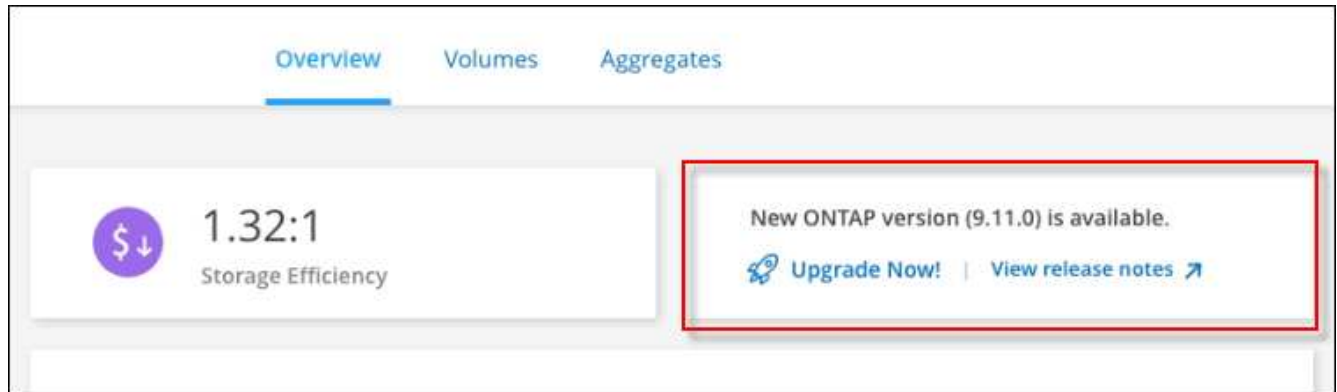 Overview Volumes Aggregates
1.32:1
Storage Efficiency
New ONTAP version (9.11.0) is available.
Upgrade Now! | View release notes